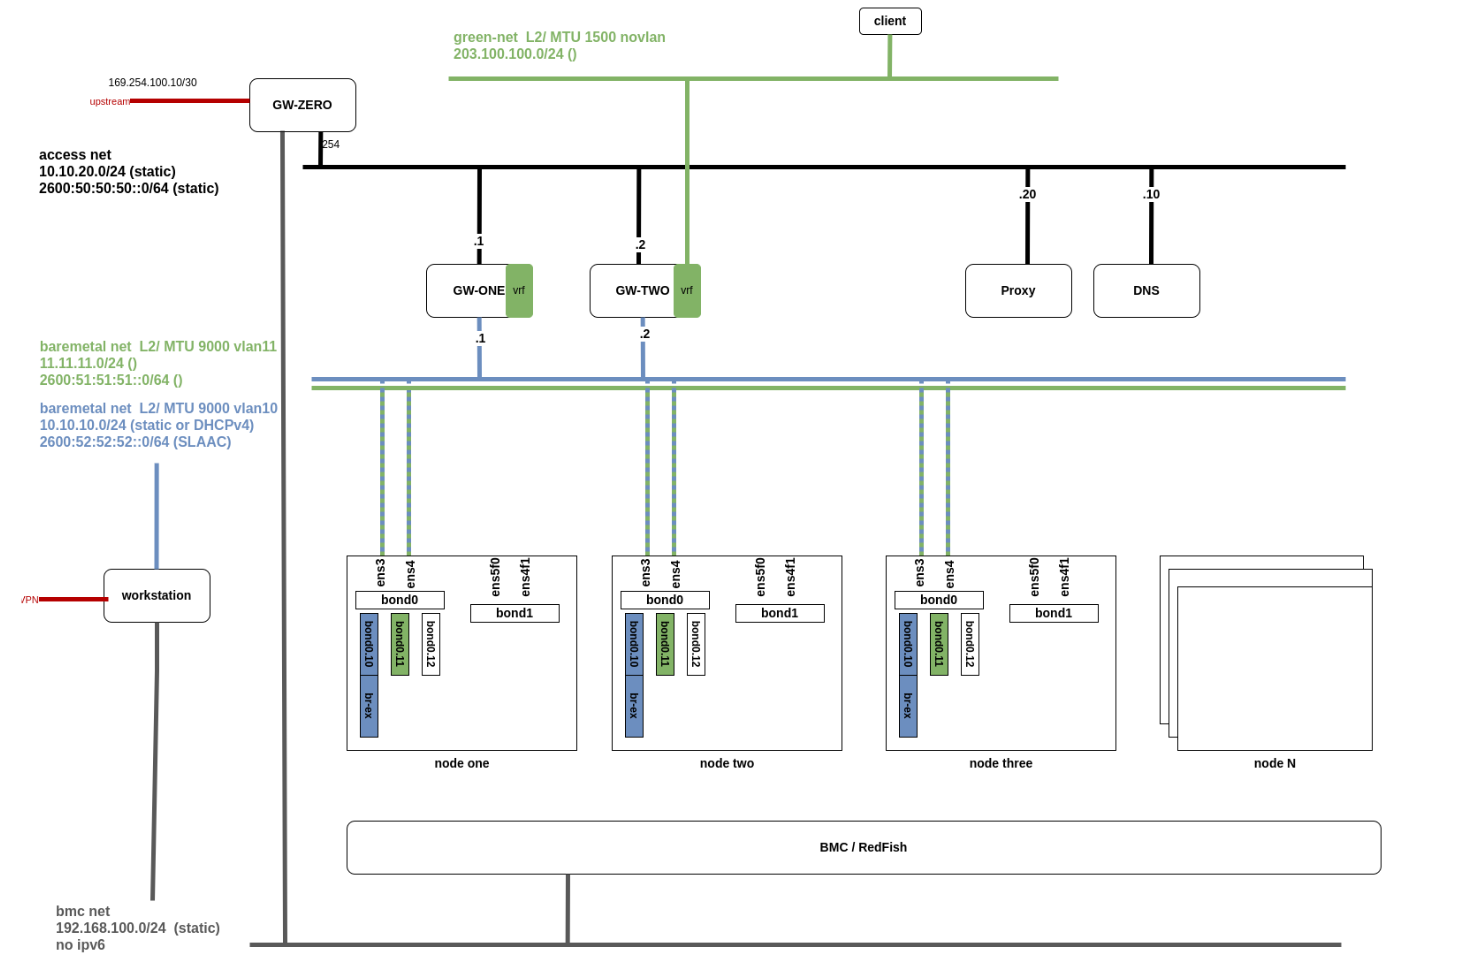 client
green-net  L2/ MTU 1500 novlan
203.100.100.0/24 ()
169.254.100.10/30
upstream
GW-ZERO
254
access net
10.10.20.0/24 (static)
2600:50:50:50::0/64 (static)
.20
.10
.1
.2
GW-ONE
vrf
GW-TWO
vrf
Proxy
DNS
.1
.2
baremetal net  L2/ MTU 9000 vlan11
11.11.11.0/24 ()
2600:51:51:51::0/64 ()
baremetal net  L2/ MTU 9000 vlan10
10.10.10.0/24 (static or DHCPv4)
2600:52:52:52::0/64 (SLAAC)
VPN
workstation
ens3
ens4
ens5f0
ens4f1
bond0
bond1
bond0.10
bond0.11
bond0.12
br-ex
node one
ens3
ens4
ens5f0
ens4f1
bond0
bond1
bond0.10
bond0.11
bond0.12
br-ex
node two
ens3
ens4
ens5f0
ens4f1
bond0
bond1
bond0.10
bond0.11
bond0.12
br-ex
node three
node N
BMC / RedFish
bmc net
192.168.100.0/24  (static)
no ipv6